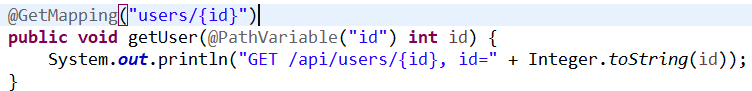 @GetMapping("users/{id}")
public void getUser(@PathVariable("id") int id) {
    System.out.println("GET /api/users/{id}, id=" + Integer.toString(id));
}